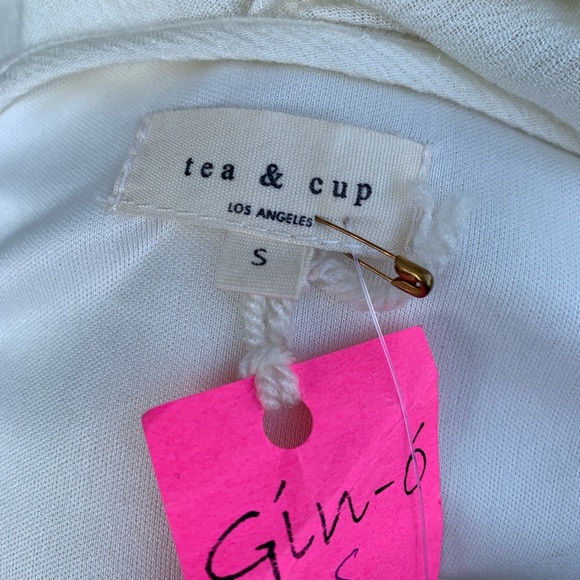 tea & cup
LOS ANGELES
S
Gin-6
S